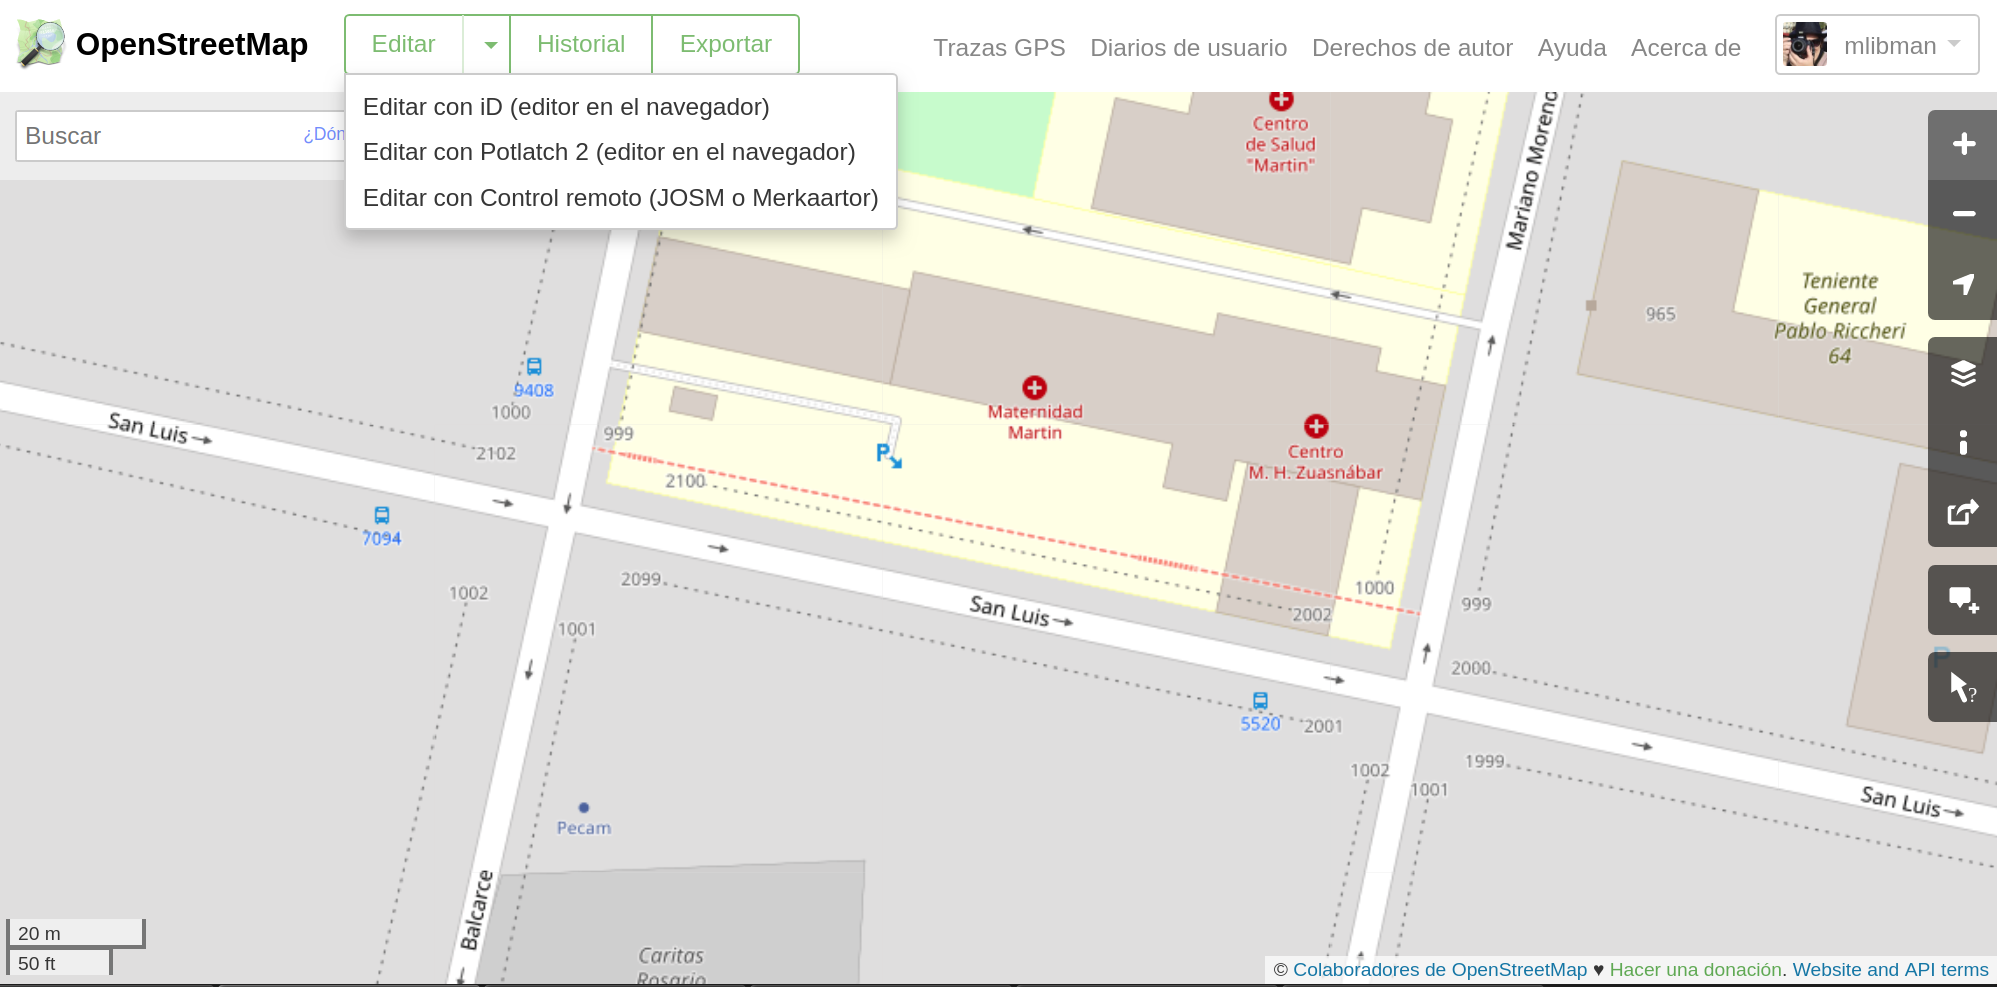 OpenStreetMap
Editar
Historial
Exportar
Trazas GPS
Diarios de usuario
Derechos de autor
Ayuda
Acerca de
mlibman
Editar con iD (editor en el navegador)
Editar con Potlatch 2 (editor en el navegador)
Editar con Control remoto (JOSM o Merkaartor)
Buscar
¿Dón
Centro
de Salud
"Martin"
Mariano Moreno
Teniente
General
Pablo Riccheri
64
965
9408
1000
San Luis
2102
999
Maternidad
Martin
Centro
M. H. Zuasnábar
P
2100
7094
1002
2099
1001
San Luis
1000
2002
999
2000
P
?
5520
2001
1002
1999
1001
San Luis
Pecam
Balcarce
Caritas
Rosario
20 m
50 ft
© Colaboradores de OpenStreetMap ♥ Hacer una donación. Website and API terms